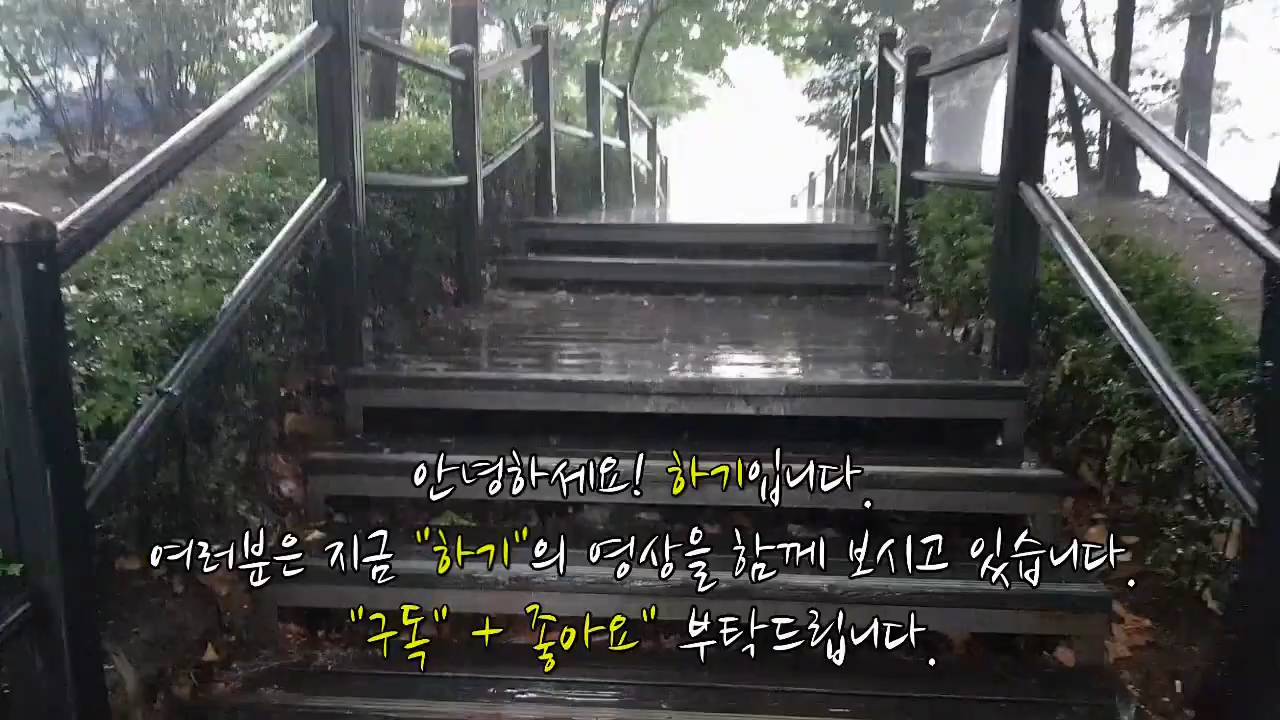 안녕하세요! 하기입니다.
여러분은 지금 "하기"의 영상을 함께 보시고 있습니다.
"구독" + 좋아요" 부탁드립니다.